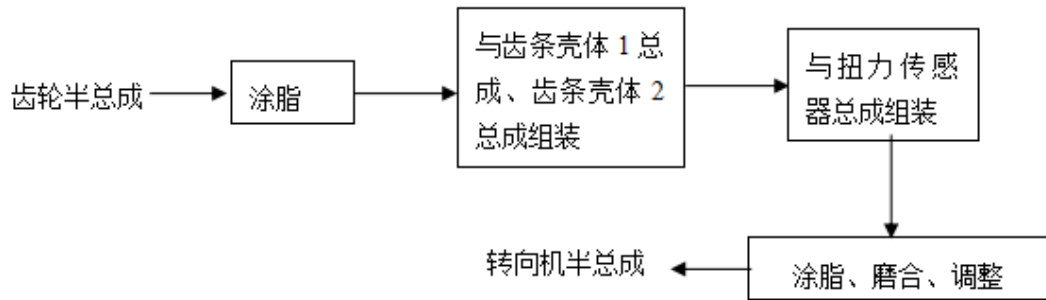 齿轮半总成
涂脂
与齿条壳体 1 总
成、齿条壳体 2
总成组装
与扭力传感
器总成组装
涂脂、磨合、调整
转向机半总成